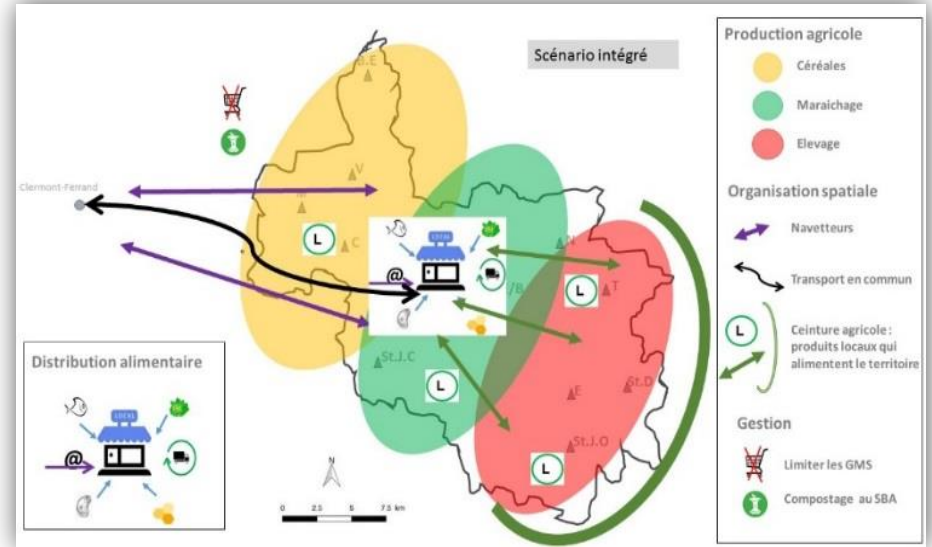 B.E
Scénario intégré
Clermont-Ferrand
V
M
L
C
LOCAL
@
N
/B
L
T
St.J.C
L
E
St.D
St.J.O
L
N
0 2.5 5 7.5 km
Distribution alimentaire
LOCAL
@
Production agricole
Céréales
Maraichage
Elevage
Organisation spatiale
Navetteurs
Transport en commun
L
Ceinture agricole :
produits locaux qui
alimentent le territoire
Gestion
Limiter les GMS
Compostage au SBA